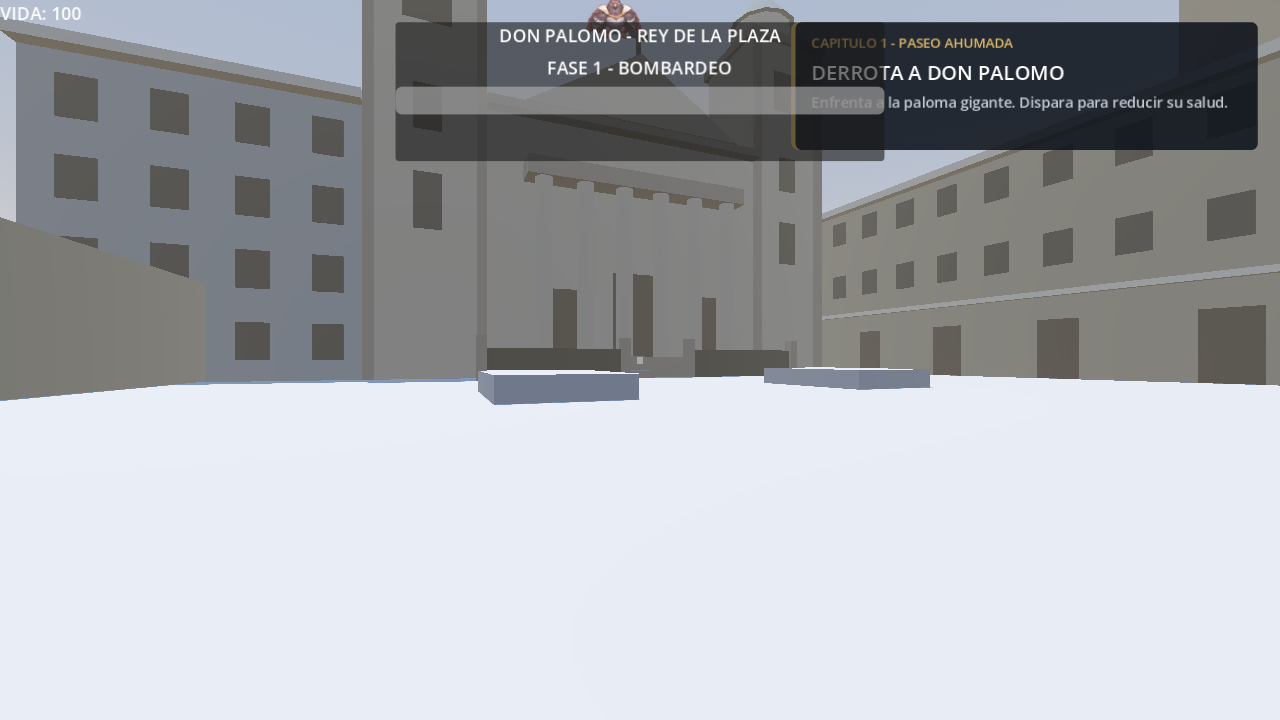 VIDA: 100
DON PALOMO - REY DE LA PLAZA
FASE 1 - BOMBARDEO
CAPITULO 1 - PASEO AHUMADA
DERROTA A DON PALOMO
Enfrenta a la paloma gigante. Dispara para reducir su salud.